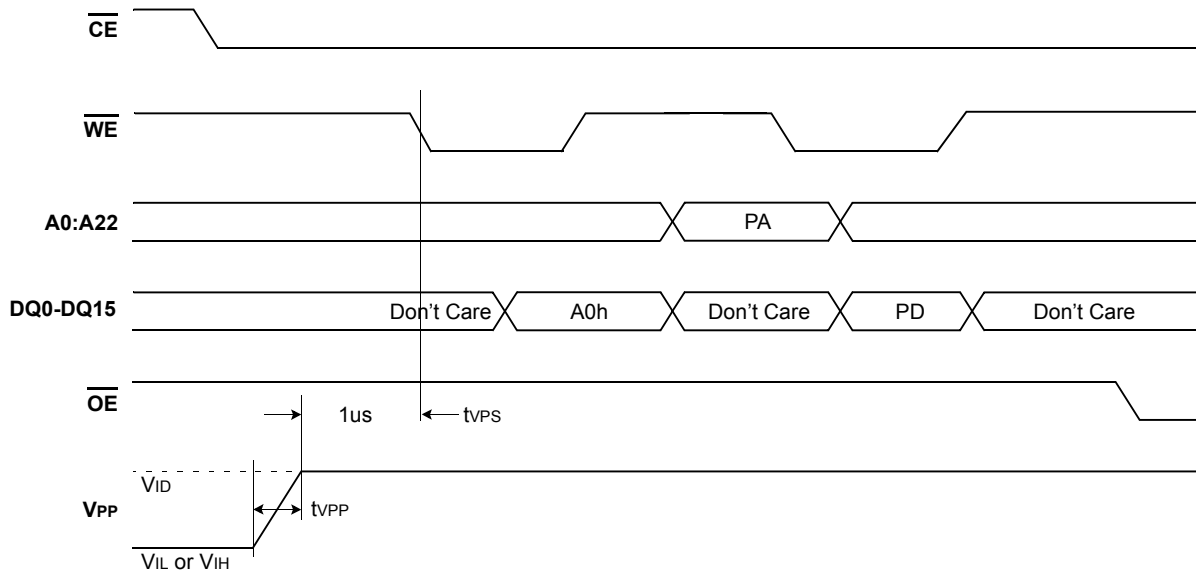 CE
WE
A0:A22
PA
DQ0-DQ15
Don't Care
A0h
Don't Care
PD
Don't Care
OE
1us
tVPS
VID
VPP
tVPP
VIL or VIH